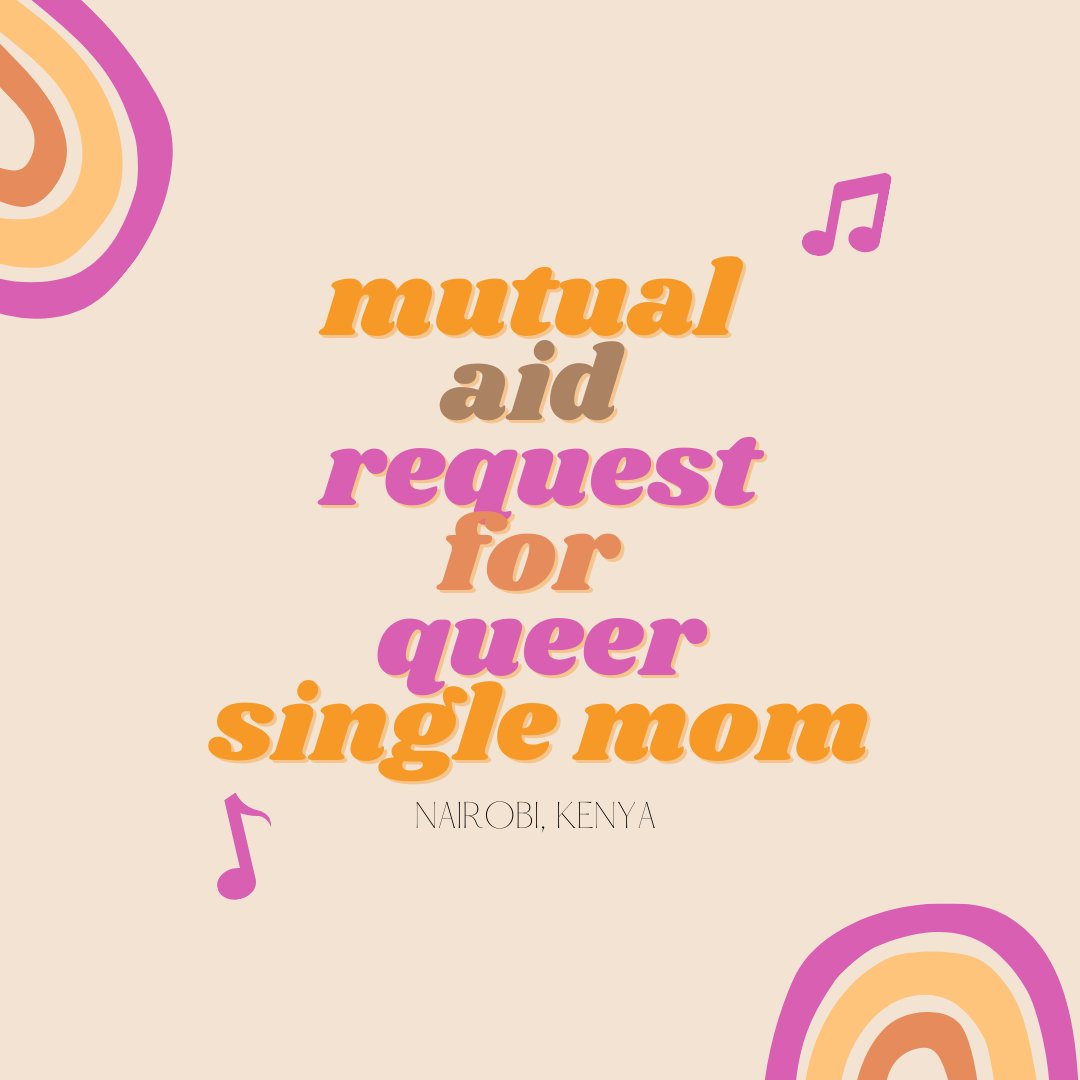 mutual
aid
request
for
queer
single mom
NAIROBI, KENYA